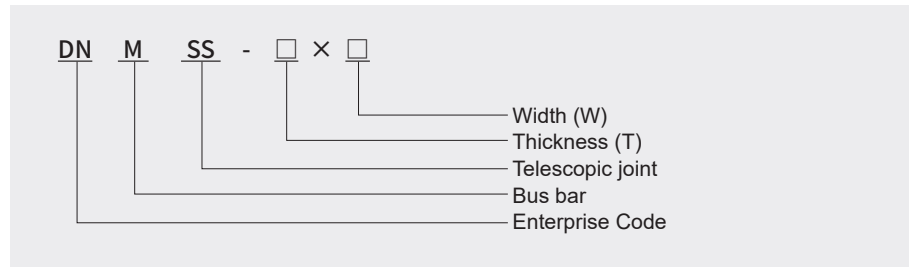 DN M SS - □ × □
Width (W)
Thickness (T)
Telescopic joint
Bus bar
Enterprise Code